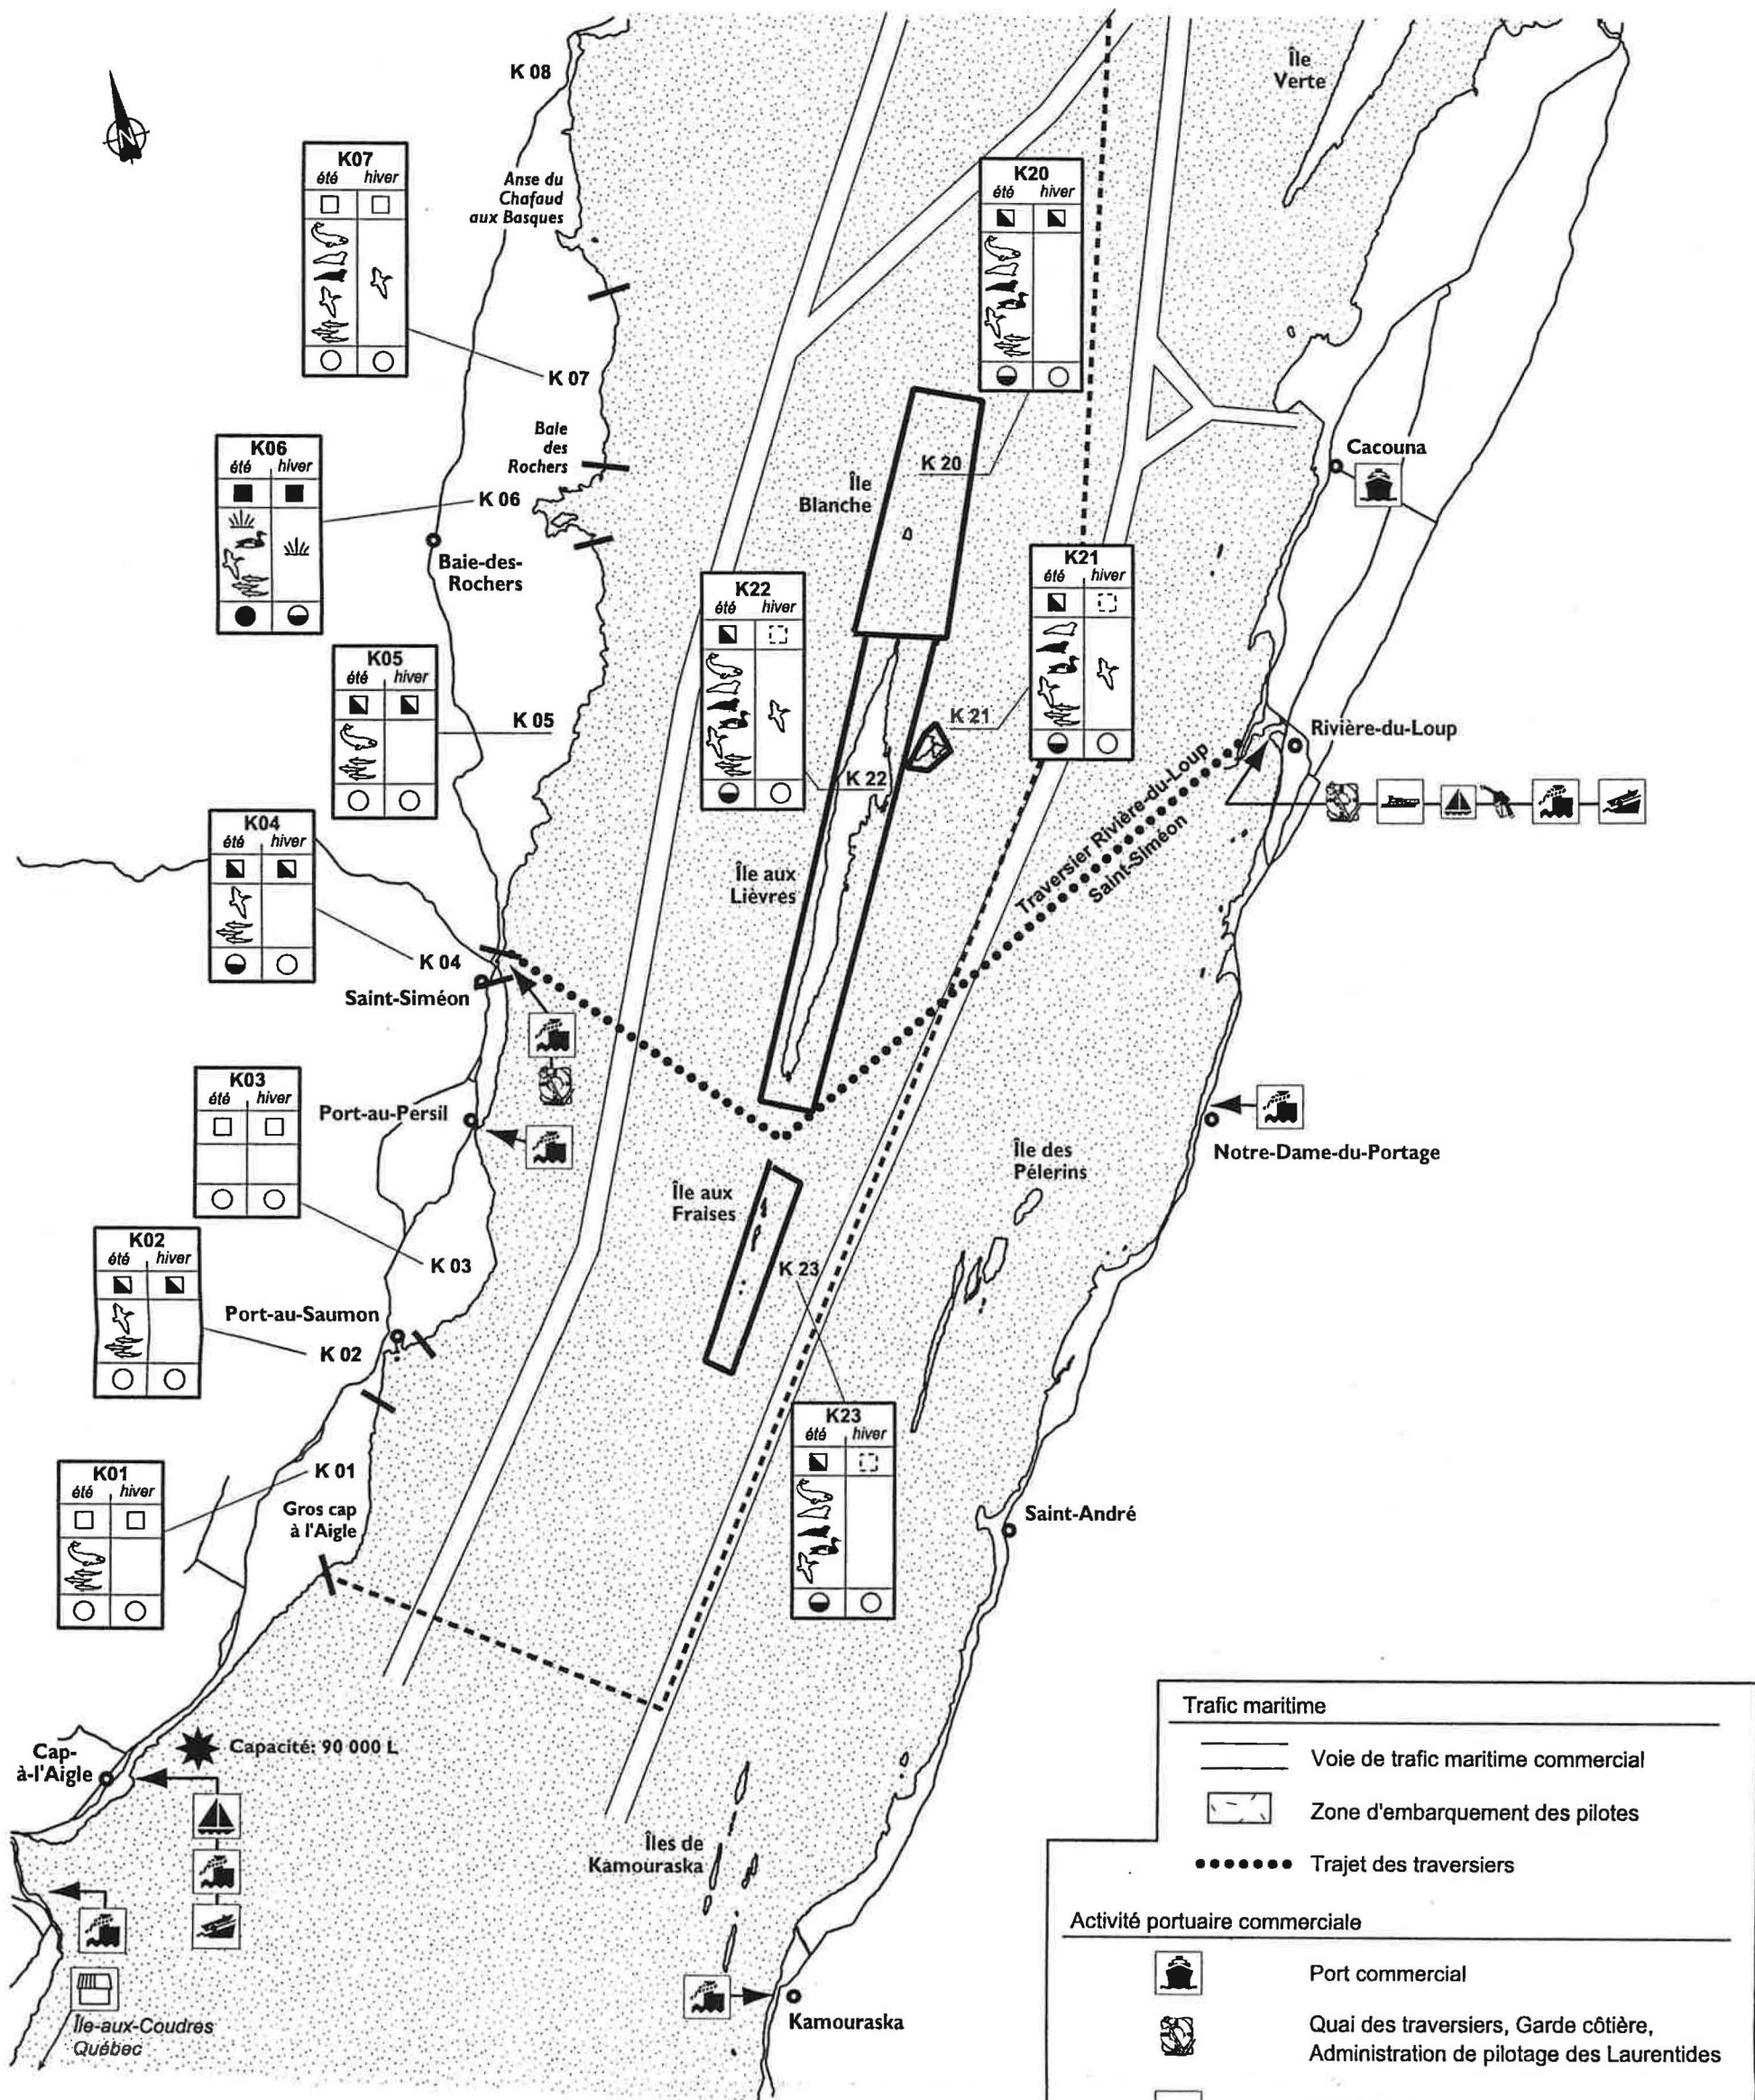 K 08
Île
Verte
K07
été hiver
Anse du
Chafaud
aux Basques
K20
été hiver
K 07
Baie
des
Rochers
K06
été hiver
K 06
Cacouna
K 20
Île
Blanche
Baie-des-
Rochers
K22
été hiver
K21
été hiver
K05
été hiver
K 05
K 21
Rivière-du-Loup
K 22
Traversier Rivière-du-Loup
Saint-Siméon
K04
été hiver
Île aux
Lièvres
K 04
Saint-Siméon
K03
été hiver
Port-au-Persil
Île des
Pélerins
Notre-Dame-du-Portage
Île aux
Fraises
K02
été hiver
K 03
K 23
Port-au-Saumon
K 02
K23
été hiver
K01
été hiver
K 01
Gros cap
à l'Aigle
Saint-André
Trafic maritime
Capacité: 90 000 L
Cap-
à-l'Aigle
Voie de trafic maritime commercial
Zone d'embarquement des pilotes
Îles de
Kamouraska
Trajet des traversiers
Activité portuaire commerciale
Port commercial
Île-aux-Coudres
Québec
Kamouraska
Quai des traversiers, Garde côtière,
Administration de pilotage des Laurentides
N